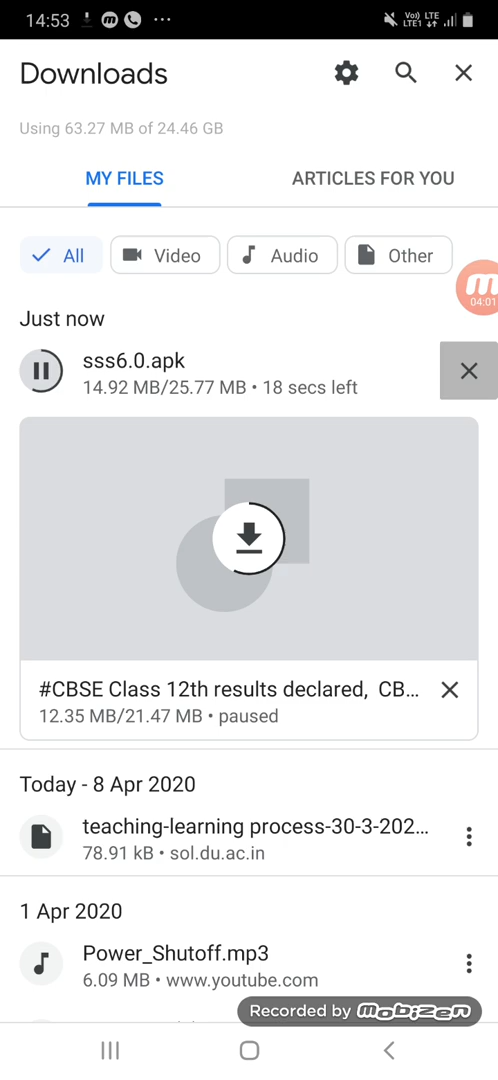 14:53 m ... Vo)) LTE
LTE1
Downloads
Using 63.27 MB of 24.46 GB
MY FILES ARTICLES FOR YOU
All Video Audio Other
m
04:01
Just now
sss6.0.apk
14.92 MB/25.77 MB • 18 secs left
#CBSE Class 12th results declared, CB...
12.35 MB/21.47 MB • paused
Today - 8 Apr 2020
teaching-learning process-30-3-202...
78.91 kB • sol.du.ac.in
1 Apr 2020
Power_Shutoff.mp3
6.09 MB • www.youtube.com
Recorded by mobizen